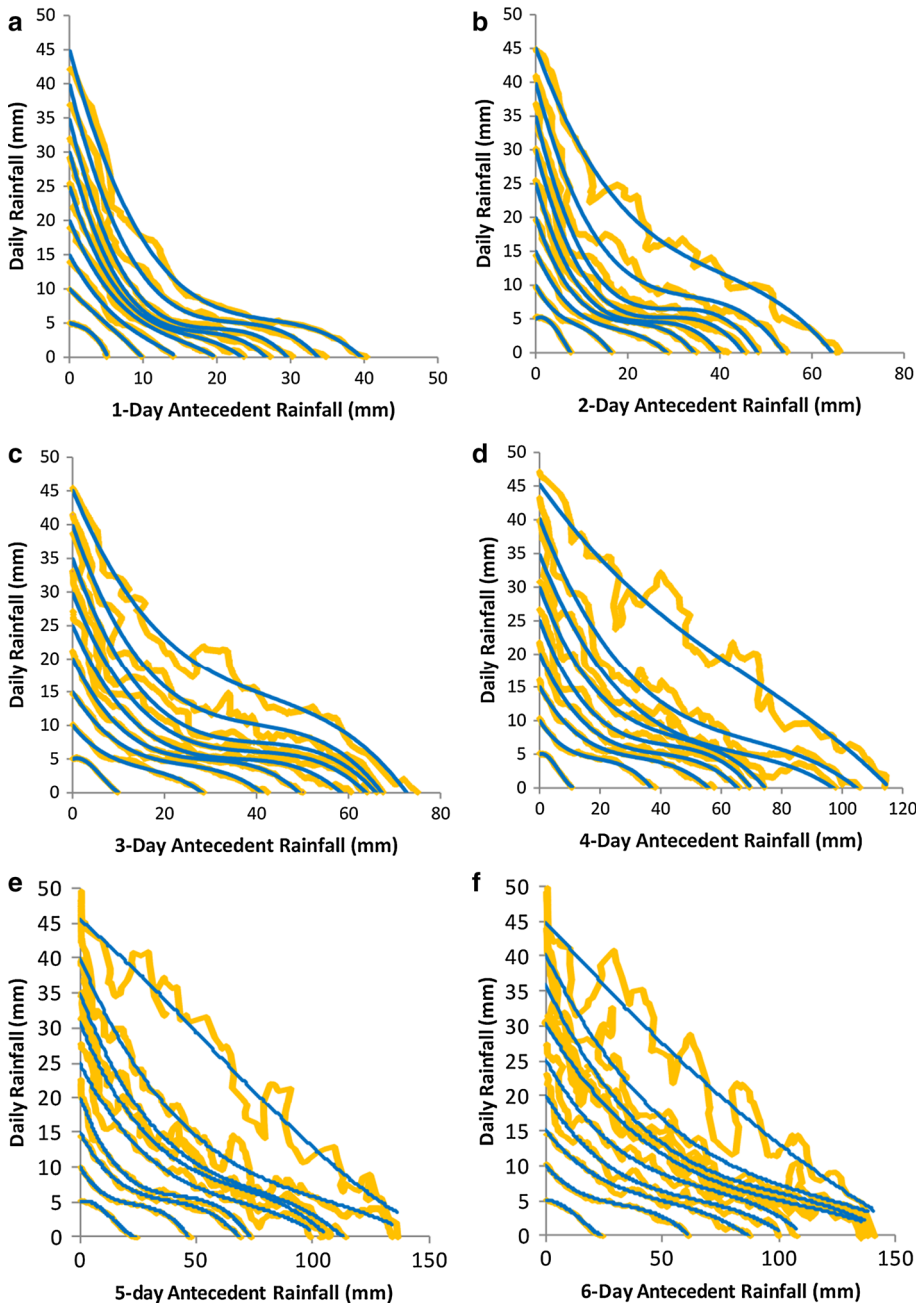 a
50
45
40
35
30
25
20
15
10
5
0
Daily Rainfall (mm)
0 10 20 30 40 50
1-Day Antecedent Rainfall (mm)
b
50
45
40
35
30
25
20
15
10
5
0
Daily Rainfall (mm)
0 20 40 60 80
2-Day Antecedent Rainfall (mm)
c
50
45
40
35
30
25
20
15
10
5
0
Daily Rainfall (mm)
0 20 40 60 80
3-Day Antecedent Rainfall (mm)
d
50
45
40
35
30
25
20
15
10
5
0
Daily Rainfall (mm)
0 20 40 60 80 100 120
4-Day Antecedent Rainfall (mm)
e
50
45
40
35
30
25
20
15
10
5
0
Daily Rainfall (mm)
0 50 100 150
5-day Antecedent Rainfall (mm)
f
50
45
40
35
30
25
20
15
10
5
0
Daily Rainfall (mm)
0 50 100 150
6-Day Antecedent Rainfall (mm)